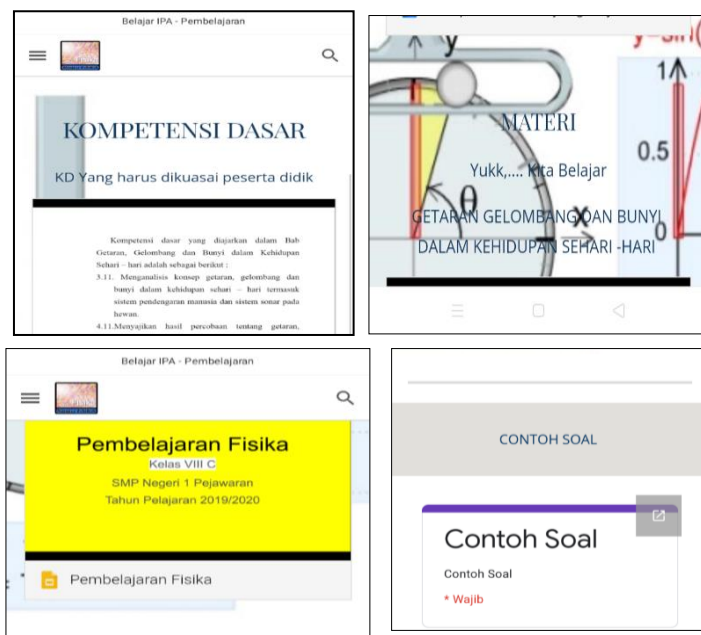 Belajar IPA - Pembelajaran
KOMPETENSI DASAR
KD Yang harus dikuasai peserta didik
Kompetensi dasar yang diajarkan dalam Bab
Getaran, Gelombang dan Bunyi dalam Kehidupan
Sehari – hari adalah sebagai berikut ;
3.11. Menganalisis konsep getaran, gelombang dan
bunyi dalam kehidupan sehari – hari termasuk
sistem pendengaran manusia dan sistem sonar pada
hewan.
4.11.Menyajikan hasil percobaan tentang getaran,
y
1
MATERI
0.5
Yukk,.... Kita Belajar
θ
x
GETARAN GELOMBANG DAN BUNYI
0
DALAM KEHIDUPAN SEHARI -HARI
Belajar IPA - Pembelajaran
Pembelajaran Fisika
Kelas VIII C
SMP Negeri 1 Pejawaran
Tahun Pelajaran 2019/2020
Pembelajaran Fisika
CONTOH SOAL
Contoh Soal
Contoh Soal
* Wajib